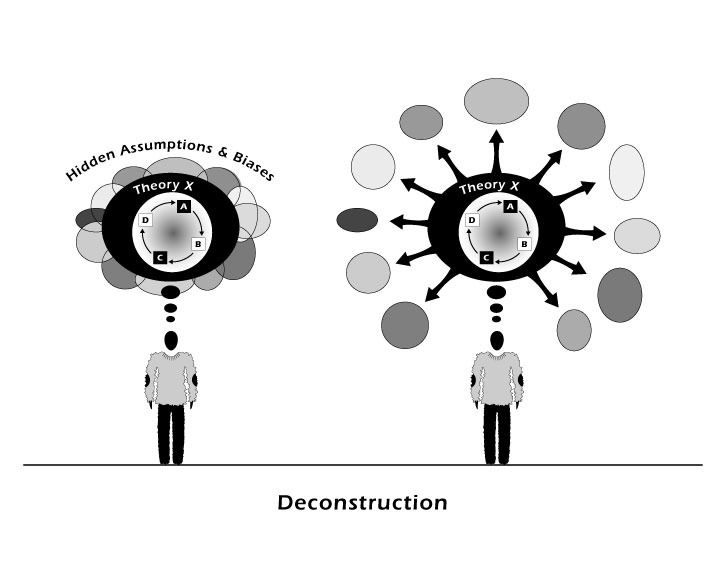 Hidden Assumptions & Biases
Theory X
A
D
B
C
Theory X
A
D
B
C
Deconstruction